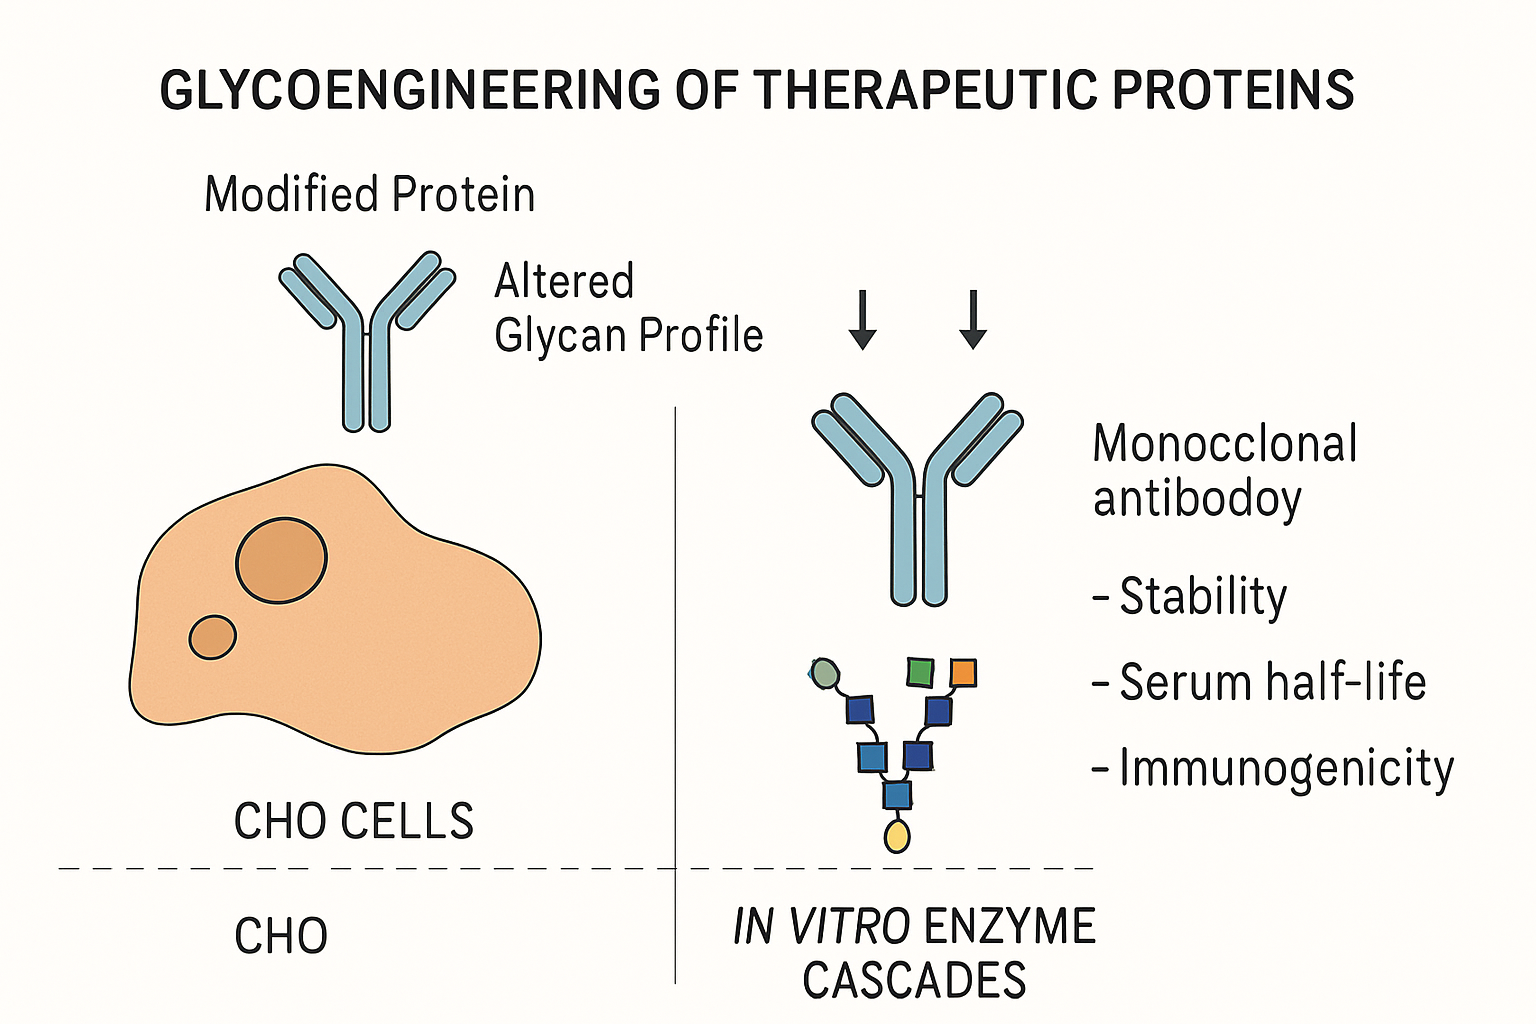 GLYCOENGINEERING OF THERAPEUTIC PROTEINS
Modified Protein
Altered
Glycan Profile
CHO CELLS
CHO
Monocclonal
antibodoy
- Stability
- Serum half-life
- Immunogenicity
IN VITRO ENZYME
CASCADES